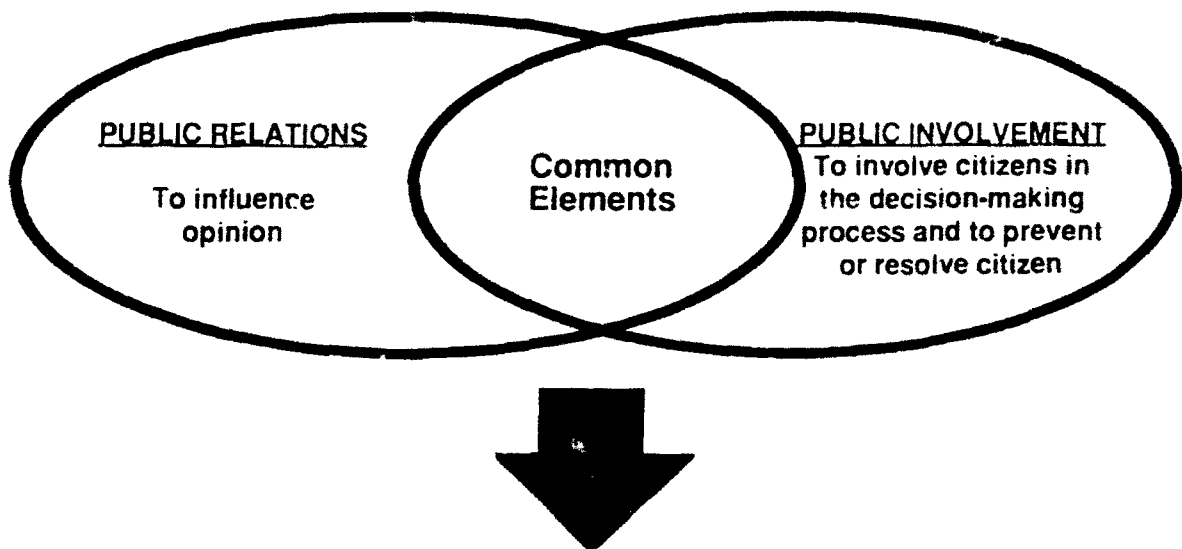 PUBLIC RELATIONS
To influence
opinion
Common
Elements
PUBLIC INVOLVEMENT
To involve citizens in
the decision-making
process and to prevent
or resolve citizen